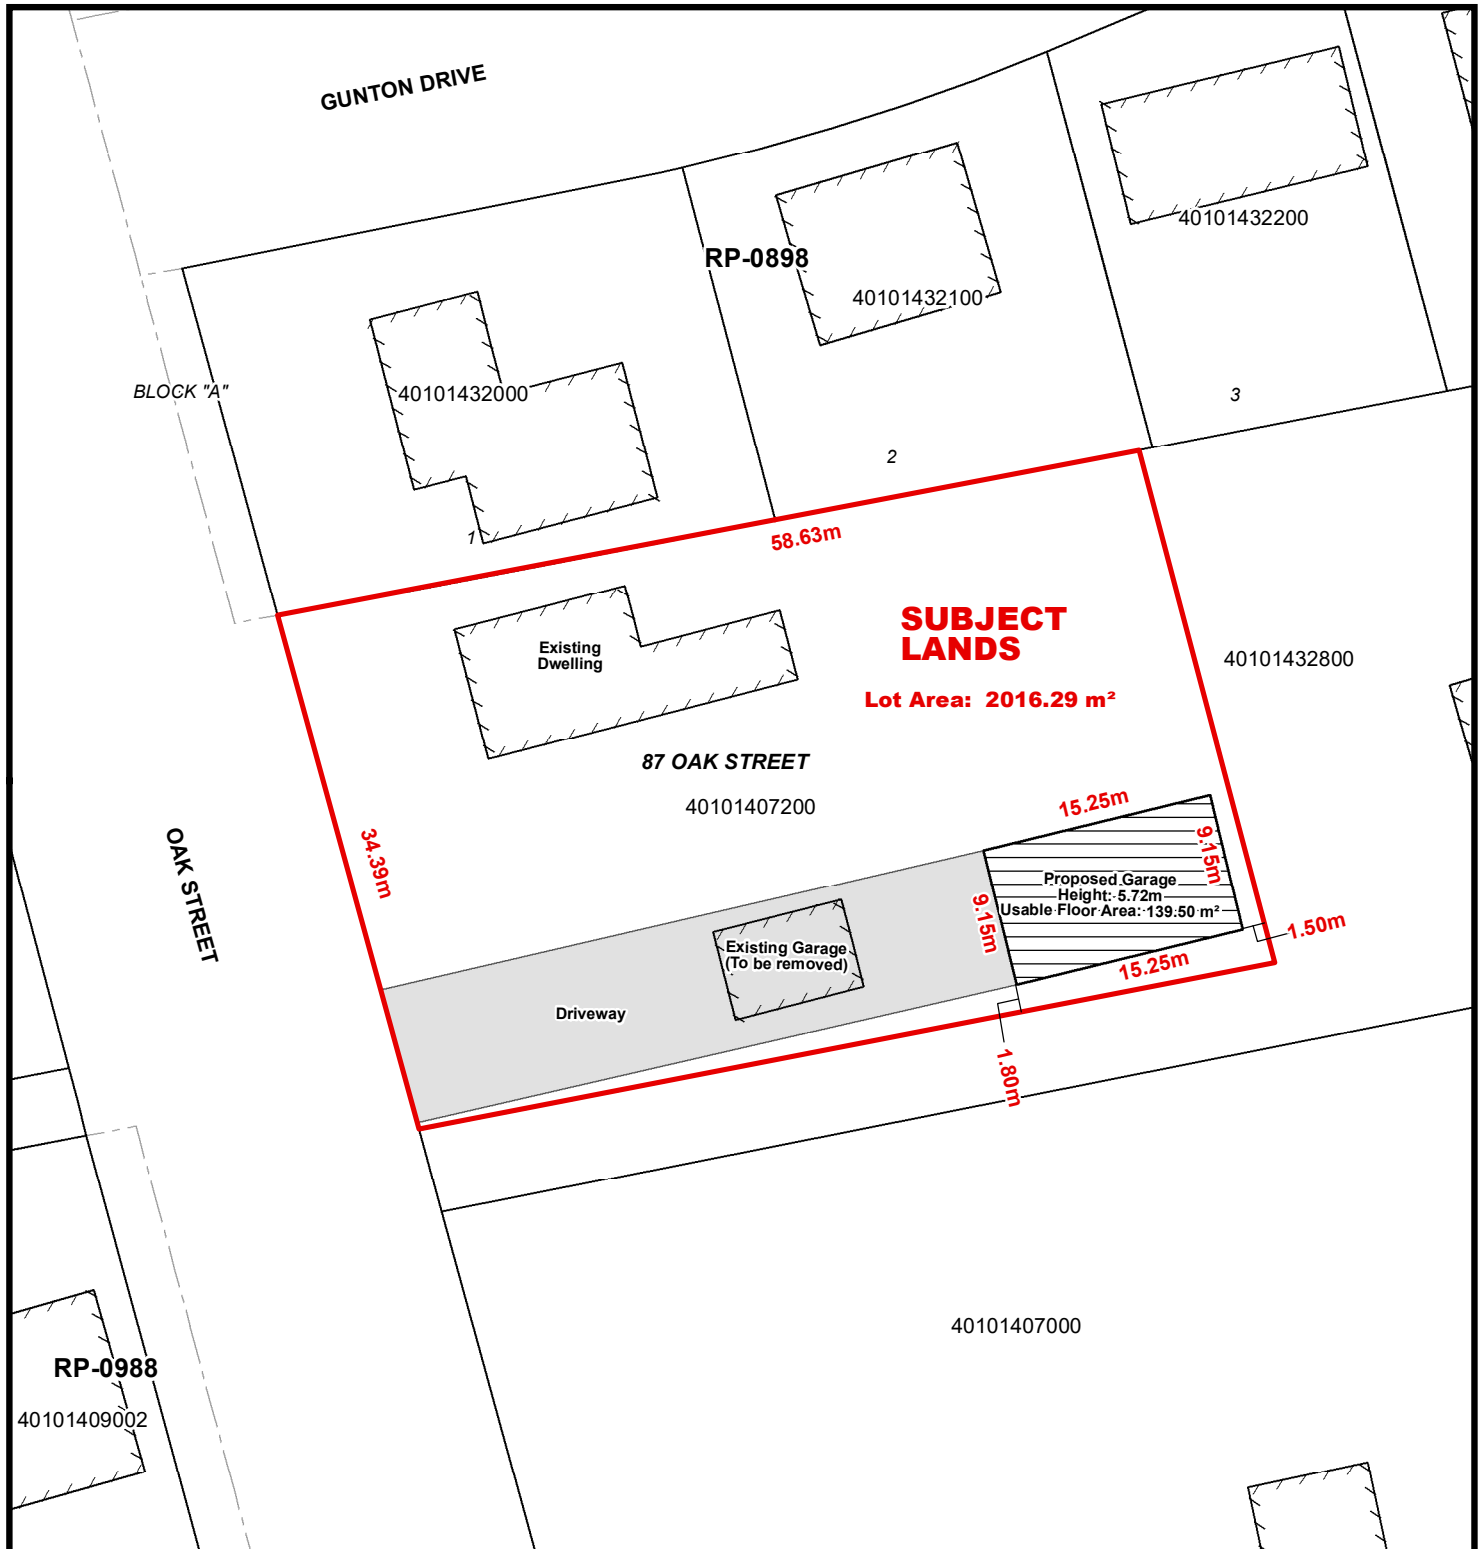 GUNTON DRIVE
40101432200
RP-0898
40101432100
BLOCK "A"
40101432000
3
2
1
58.63m
SUBJECT
LANDS
Existing
Dwelling
40101432800
Lot Area: 2016.29 m²
87 OAK STREET
40101407200
15.25m
OAK STREET
34.39m
9.15m
Proposed Garage
Height: 5.72m
Usable Floor Area: 139.50 m²
9.15m
1.50m
Existing Garage
(To be removed)
15.25m
Driveway
1.80m
40101407000
RP-0988
40101409002